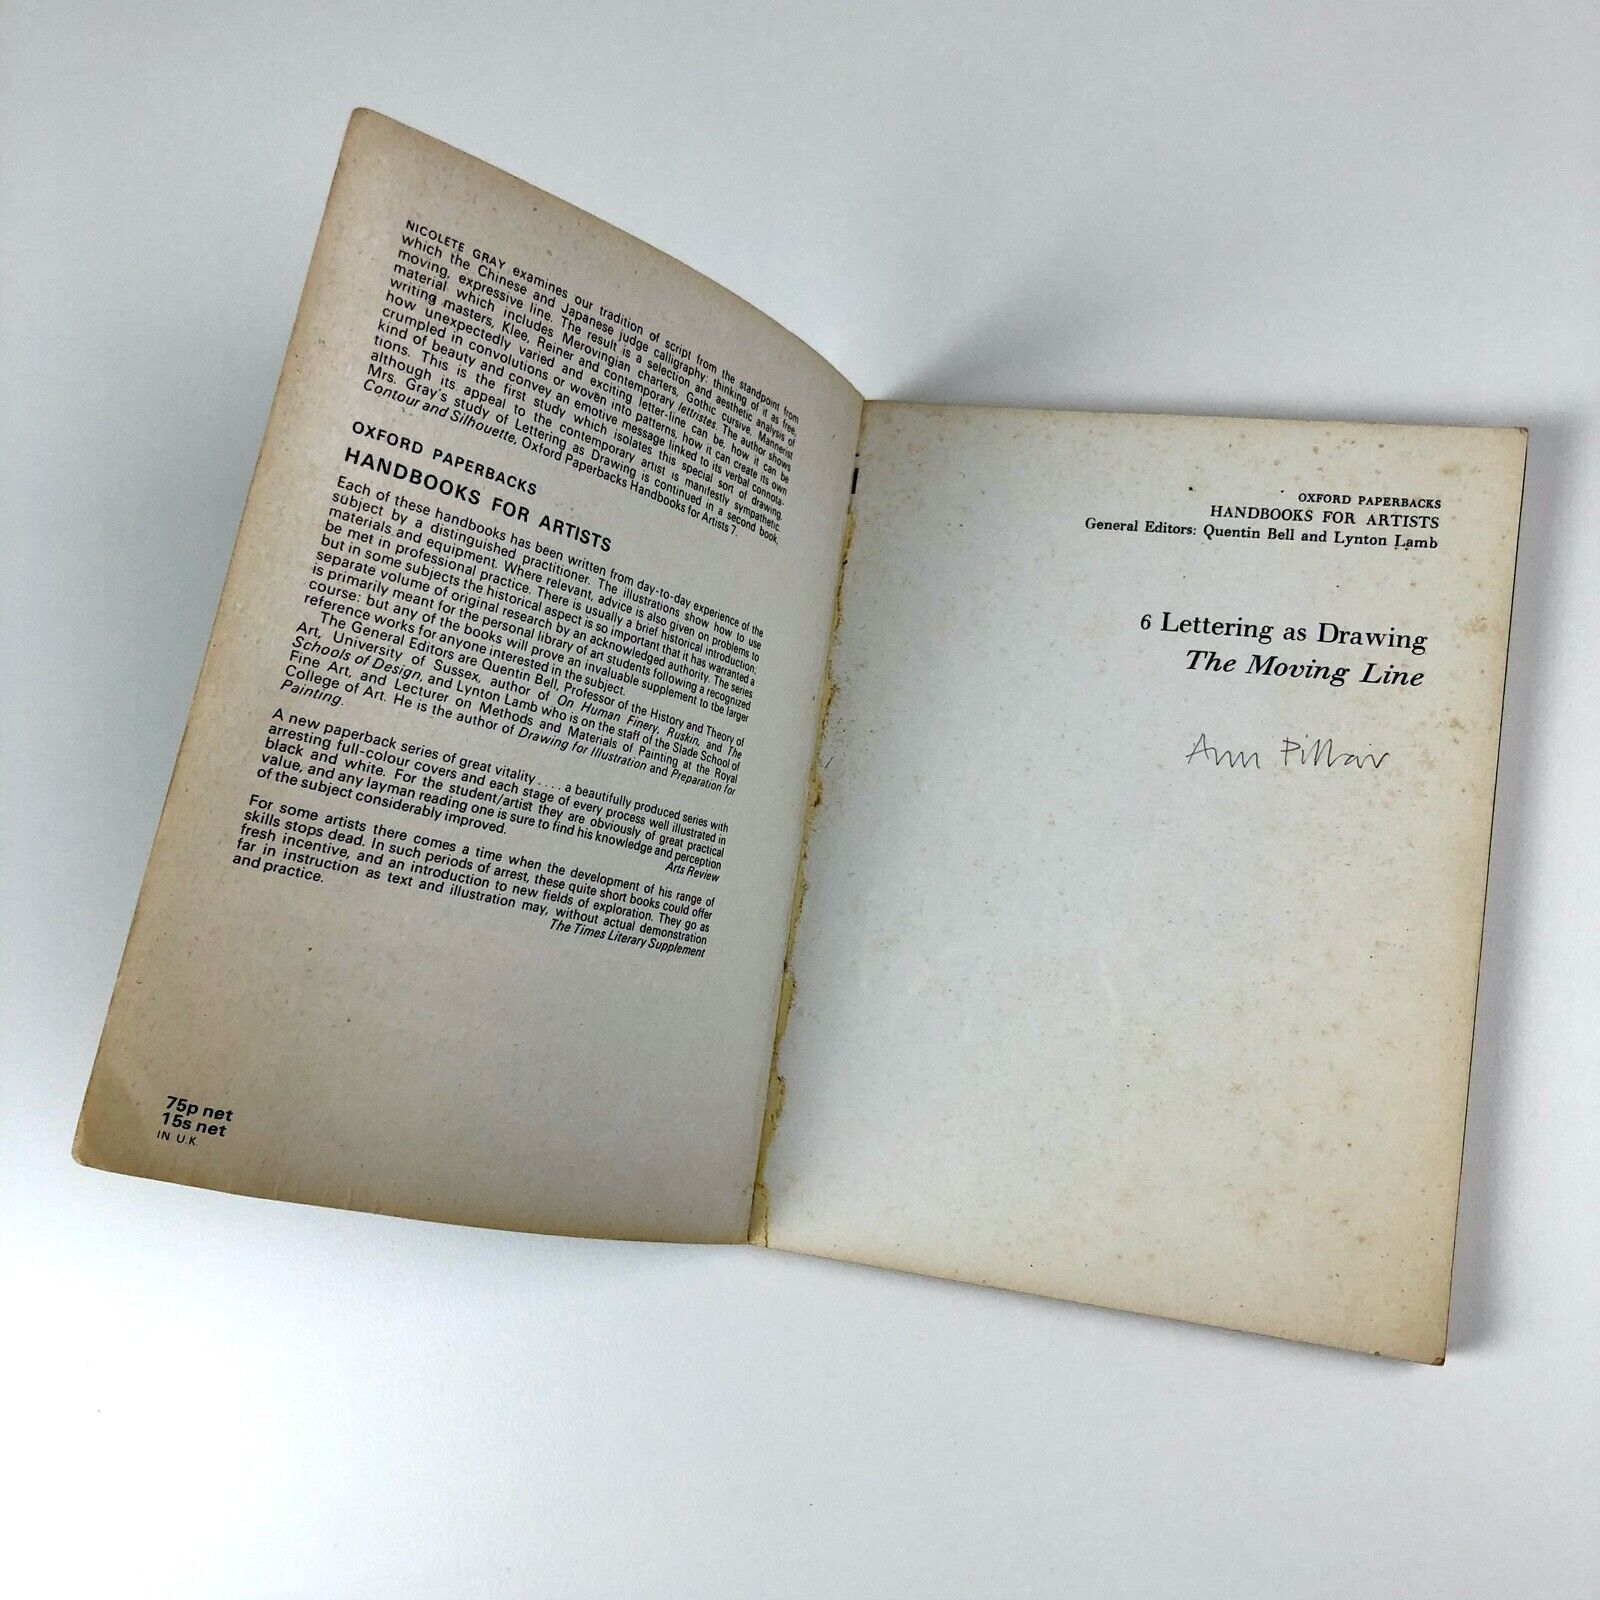 NICOLETE GRAY examines our tradition of script from the standpoint from
which the Chinese and Japanese judge calligraphy: thinking of it as free,
moving, expressive line. The result is a selection and aesthetic analysis of
material which includes Merovingian charters, Gothic cursive, Mannerist
writing masters, Klee, Reiner and contemporary lettristes. The author shows
how unexpectedly varied and exciting letter-line can be, how it can be
crumpled in convolutions or woven into patterns, how it can create its own
kind of beauty and convey an emotive message linked to its verbal connota-
tions. This is the first study which isolates this special sort of drawing,
although its appeal to the contemporary artist is manifestly sympathetic.
Mrs. Gray's study of Lettering as Drawing is continued in a second book,
Contour and Silhouette, Oxford Paperbacks Handbooks for Artists 7.
OXFORD PAPERBACKS
HANDBOOKS FOR ARTISTS
Each of these handbooks has been written from day-to-day experience of the
subject by a distinguished practitioner. The illustrations show how to use
materials and equipment. Where relevant, advice is also given on problems to
be met in professional practice. There is usually a brief historical introduction;
but in some subjects the historical aspect is so important that it has warranted a
separate volume of original research by an acknowledged authority. The series
is primarily meant for the personal library of art students following a recognized
course: but any of the books will prove an invaluable supplement to the larger
reference works for anyone interested in the subject.
The General Editors are Quentin Bell, Professor of the History and Theory of
Art, University of Sussex, author of On Human Finery, Ruskin, and The
Schools of Design, and Lynton Lamb who is on the staff of the Slade School of
Fine Art, and Lecturer on Methods and Materials of Painting at the Royal
College of Art. He is the author of Drawing for Illustration and Preparation for
Painting.
A new paperback series of great vitality . . . a beautifully produced series with
arresting full-colour covers and each stage of every process well illustrated in
black and white. For the student/artist they are obviously of great practical
value, and any layman reading one is sure to find his knowledge and perception
of the subject considerably improved.
Arts Review
For some artists there comes a time when the development of his range of
skills stops dead. In such periods of arrest, these quite short books could offer
fresh incentive, and an introduction to new fields of exploration. They go as
far in instruction as text and illustration may, without actual demonstration
and practice.
The Times Literary Supplement
75p net
15s net
IN U.K.
OXFORD PAPERBACKS
HANDBOOKS FOR ARTISTS
General Editors: Quentin Bell and Lynton Lamb
6 Lettering as Drawing
The Moving Line
Ann Pillar